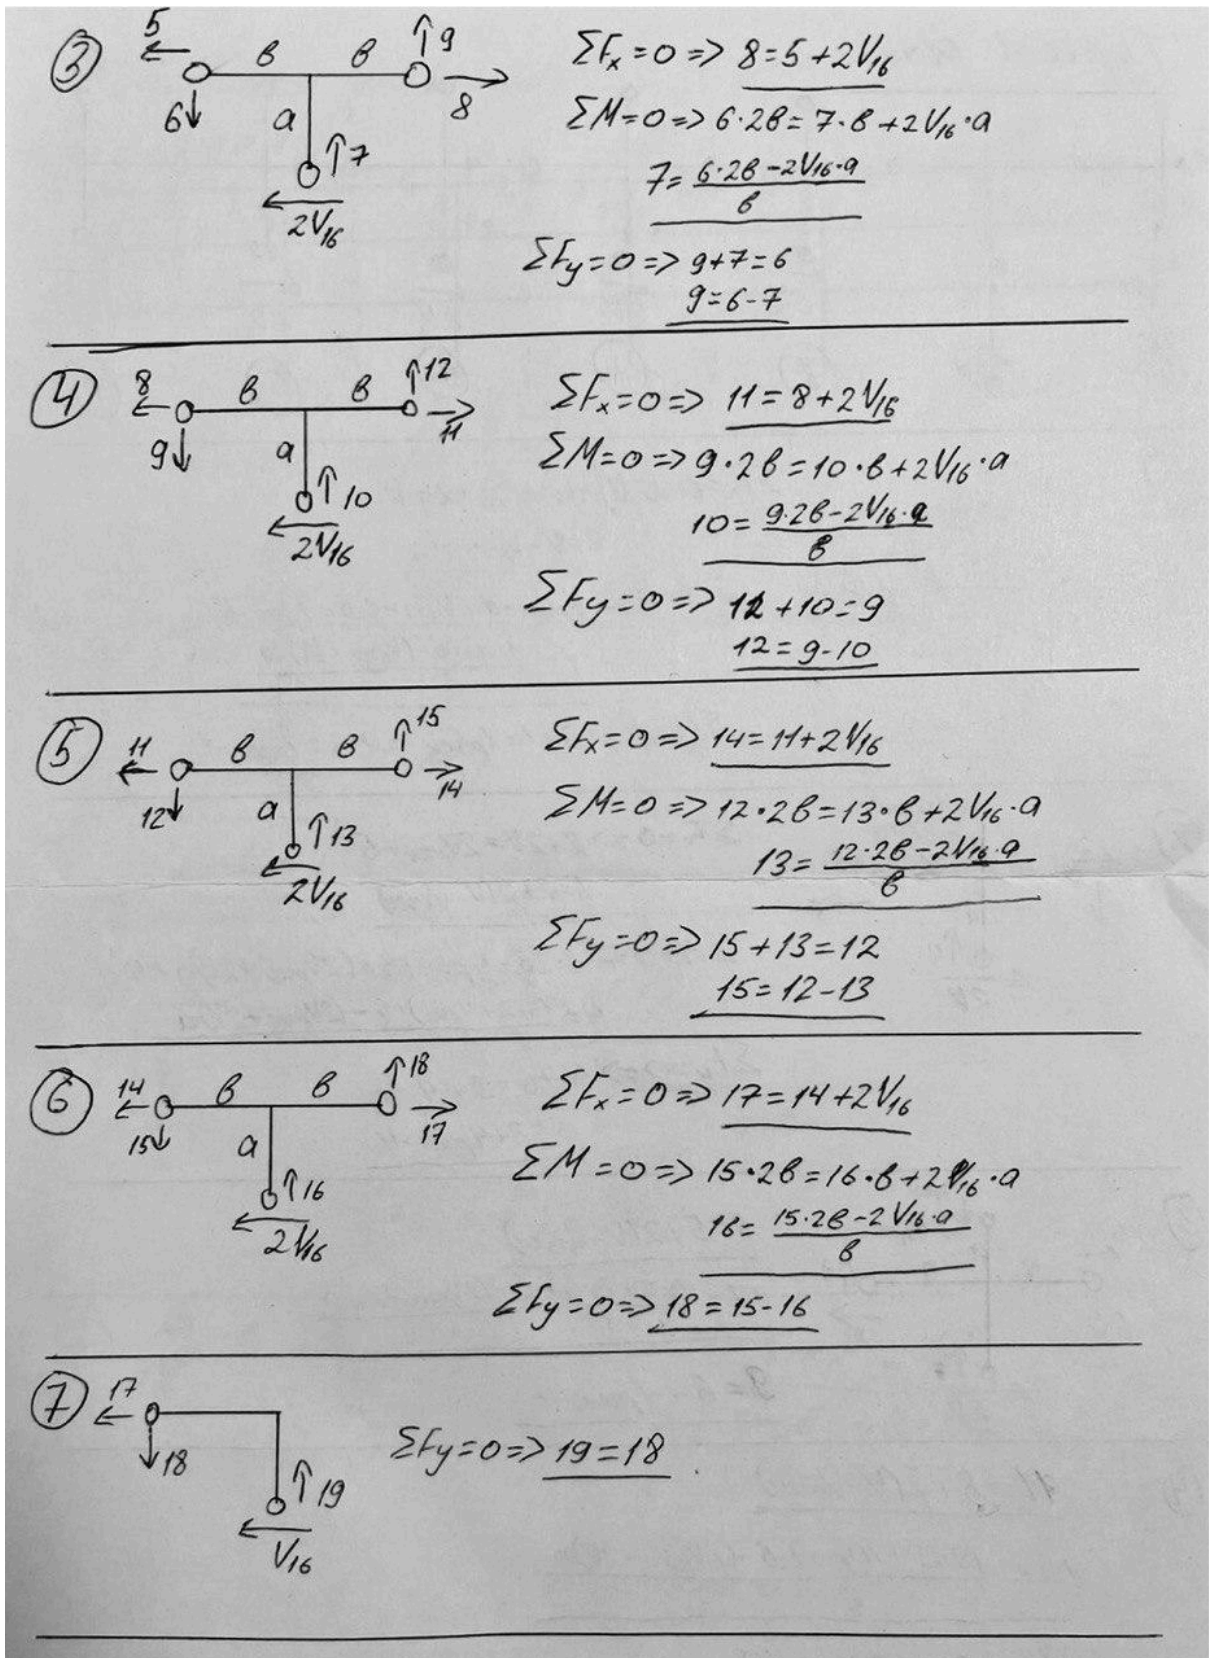 ③
5
в в
↑9
6↓
a
8
↑7
2V₁₆
ΣFx=0 => 8=5+2V₁₆
ΣM=0 => 6·2в=7·в+2V₁₆·a
7= (6·2в-2V₁₆·a)/в
ΣFy=0 => 9+7=6
9=6-7
④
8
в в
↑12
9↓
a
11
↑10
2V₁₆
ΣFx=0 => 11=8+2V₁₆
ΣM=0 => 9·2в=10·в+2V₁₆·a
10= (9·2в-2V₁₆·a)/в
ΣFy=0 => 12+10=9
12=9-10
⑤
11
в в
↑15
12↓
a
14
↑13
2V₁₆
ΣFx=0 => 14=11+2V₁₆
ΣM=0 => 12·2в=13·в+2V₁₆·a
13= (12·2в-2V₁₆·a)/в
ΣFy=0 => 15+13=12
15=12-13
⑥
14
в в
↑18
15↓
a
17
↑16
2V₁₆
ΣFx=0 => 17=14+2V₁₆
ΣM=0 => 15·2в=16·в+2V₁₆·a
16= (15·2в-2V₁₆·a)/в
ΣFy=0 => 18=15-16
⑦
17
↓18
↑19
V₁₆
ΣFy=0 => 19=18